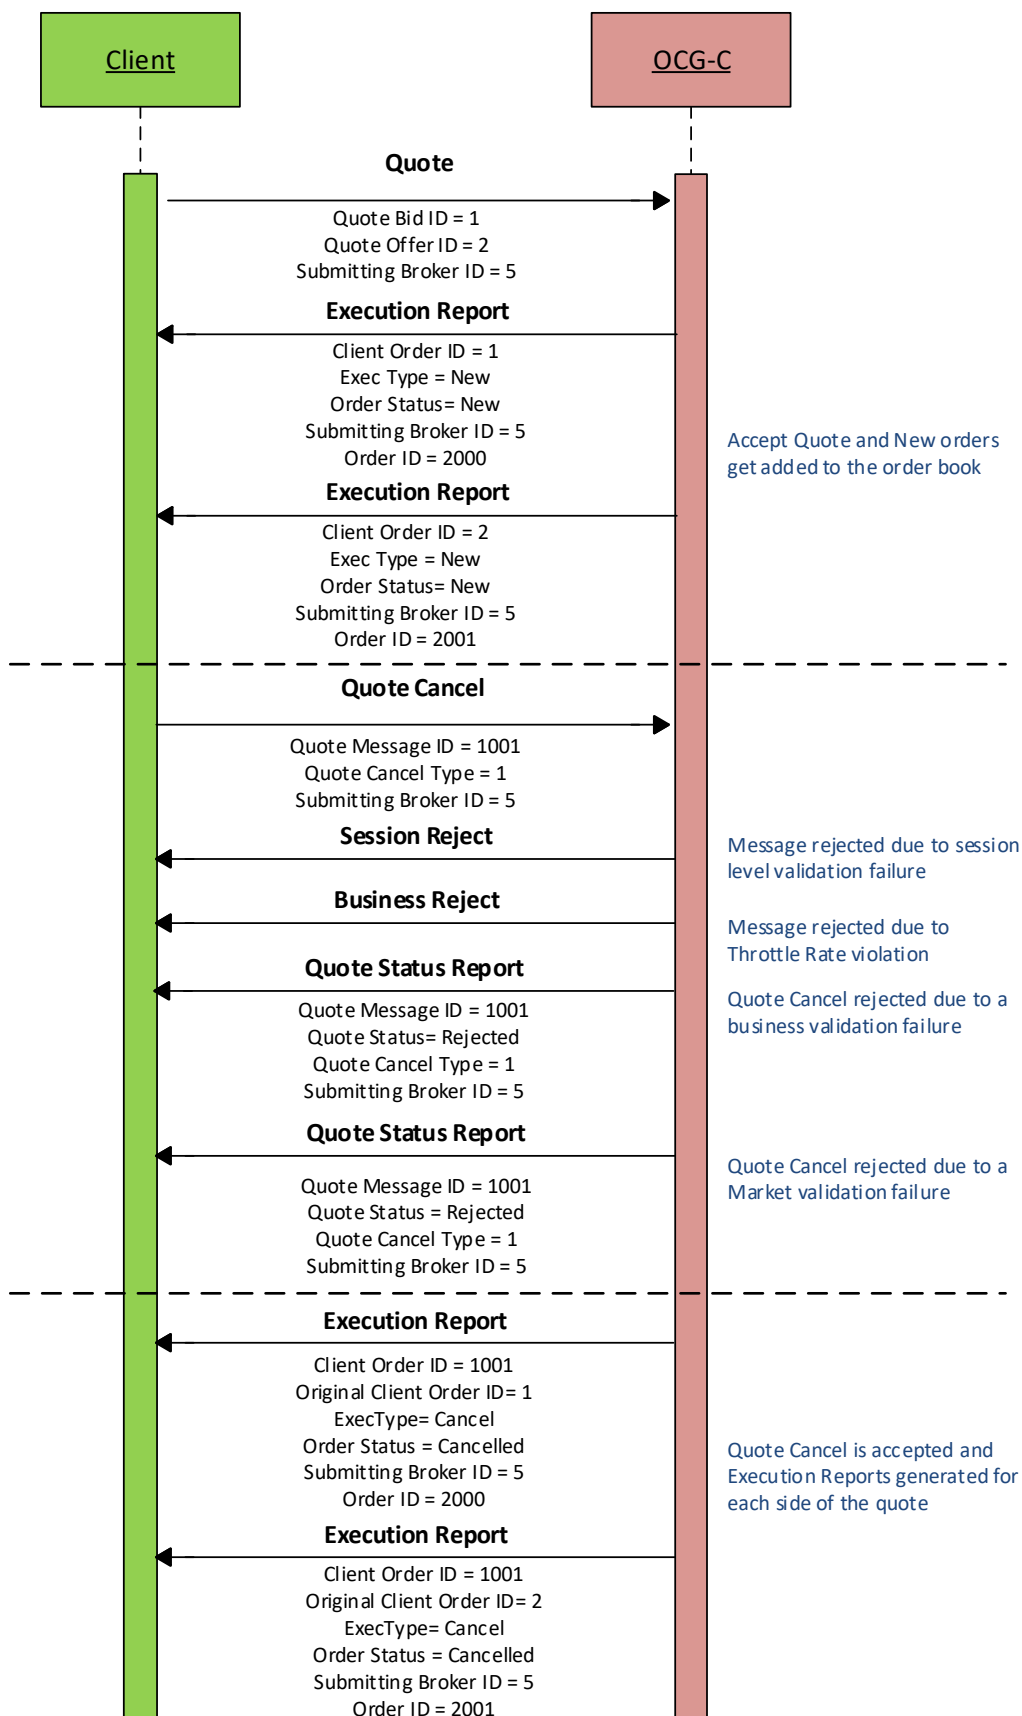 Client
OCG-C
Quote
Quote Bid ID = 1
Quote Offer ID = 2
Submitting Broker ID = 5
Execution Report
Client Order ID = 1
Exec Type = New
Order Status= New
Submitting Broker ID = 5
Order ID = 2000
Accept Quote and New orders
get added to the order book
Execution Report
Client Order ID = 2
Exec Type = New
Order Status= New
Submitting Broker ID = 5
Order ID = 2001
Quote Cancel
Quote Message ID = 1001
Quote Cancel Type = 1
Submitting Broker ID = 5
Session Reject
Message rejected due to session
level validation failure
Business Reject
Message rejected due to
Throttle Rate violation
Quote Status Report
Quote Message ID = 1001
Quote Status= Rejected
Quote Cancel Type = 1
Submitting Broker ID = 5
Quote Cancel rejected due to a
business validation failure
Quote Status Report
Quote Message ID = 1001
Quote Status = Rejected
Quote Cancel Type = 1
Submitting Broker ID = 5
Quote Cancel rejected due to a
Market validation failure
Execution Report
Client Order ID = 1001
Original Client Order ID= 1
ExecType= Cancel
Order Status = Cancelled
Submitting Broker ID = 5
Order ID = 2000
Quote Cancel is accepted and
Execution Reports generated for
each side of the quote
Execution Report
Client Order ID = 1001
Original Client Order ID= 2
ExecType= Cancel
Order Status = Cancelled
Submitting Broker ID = 5
Order ID = 2001